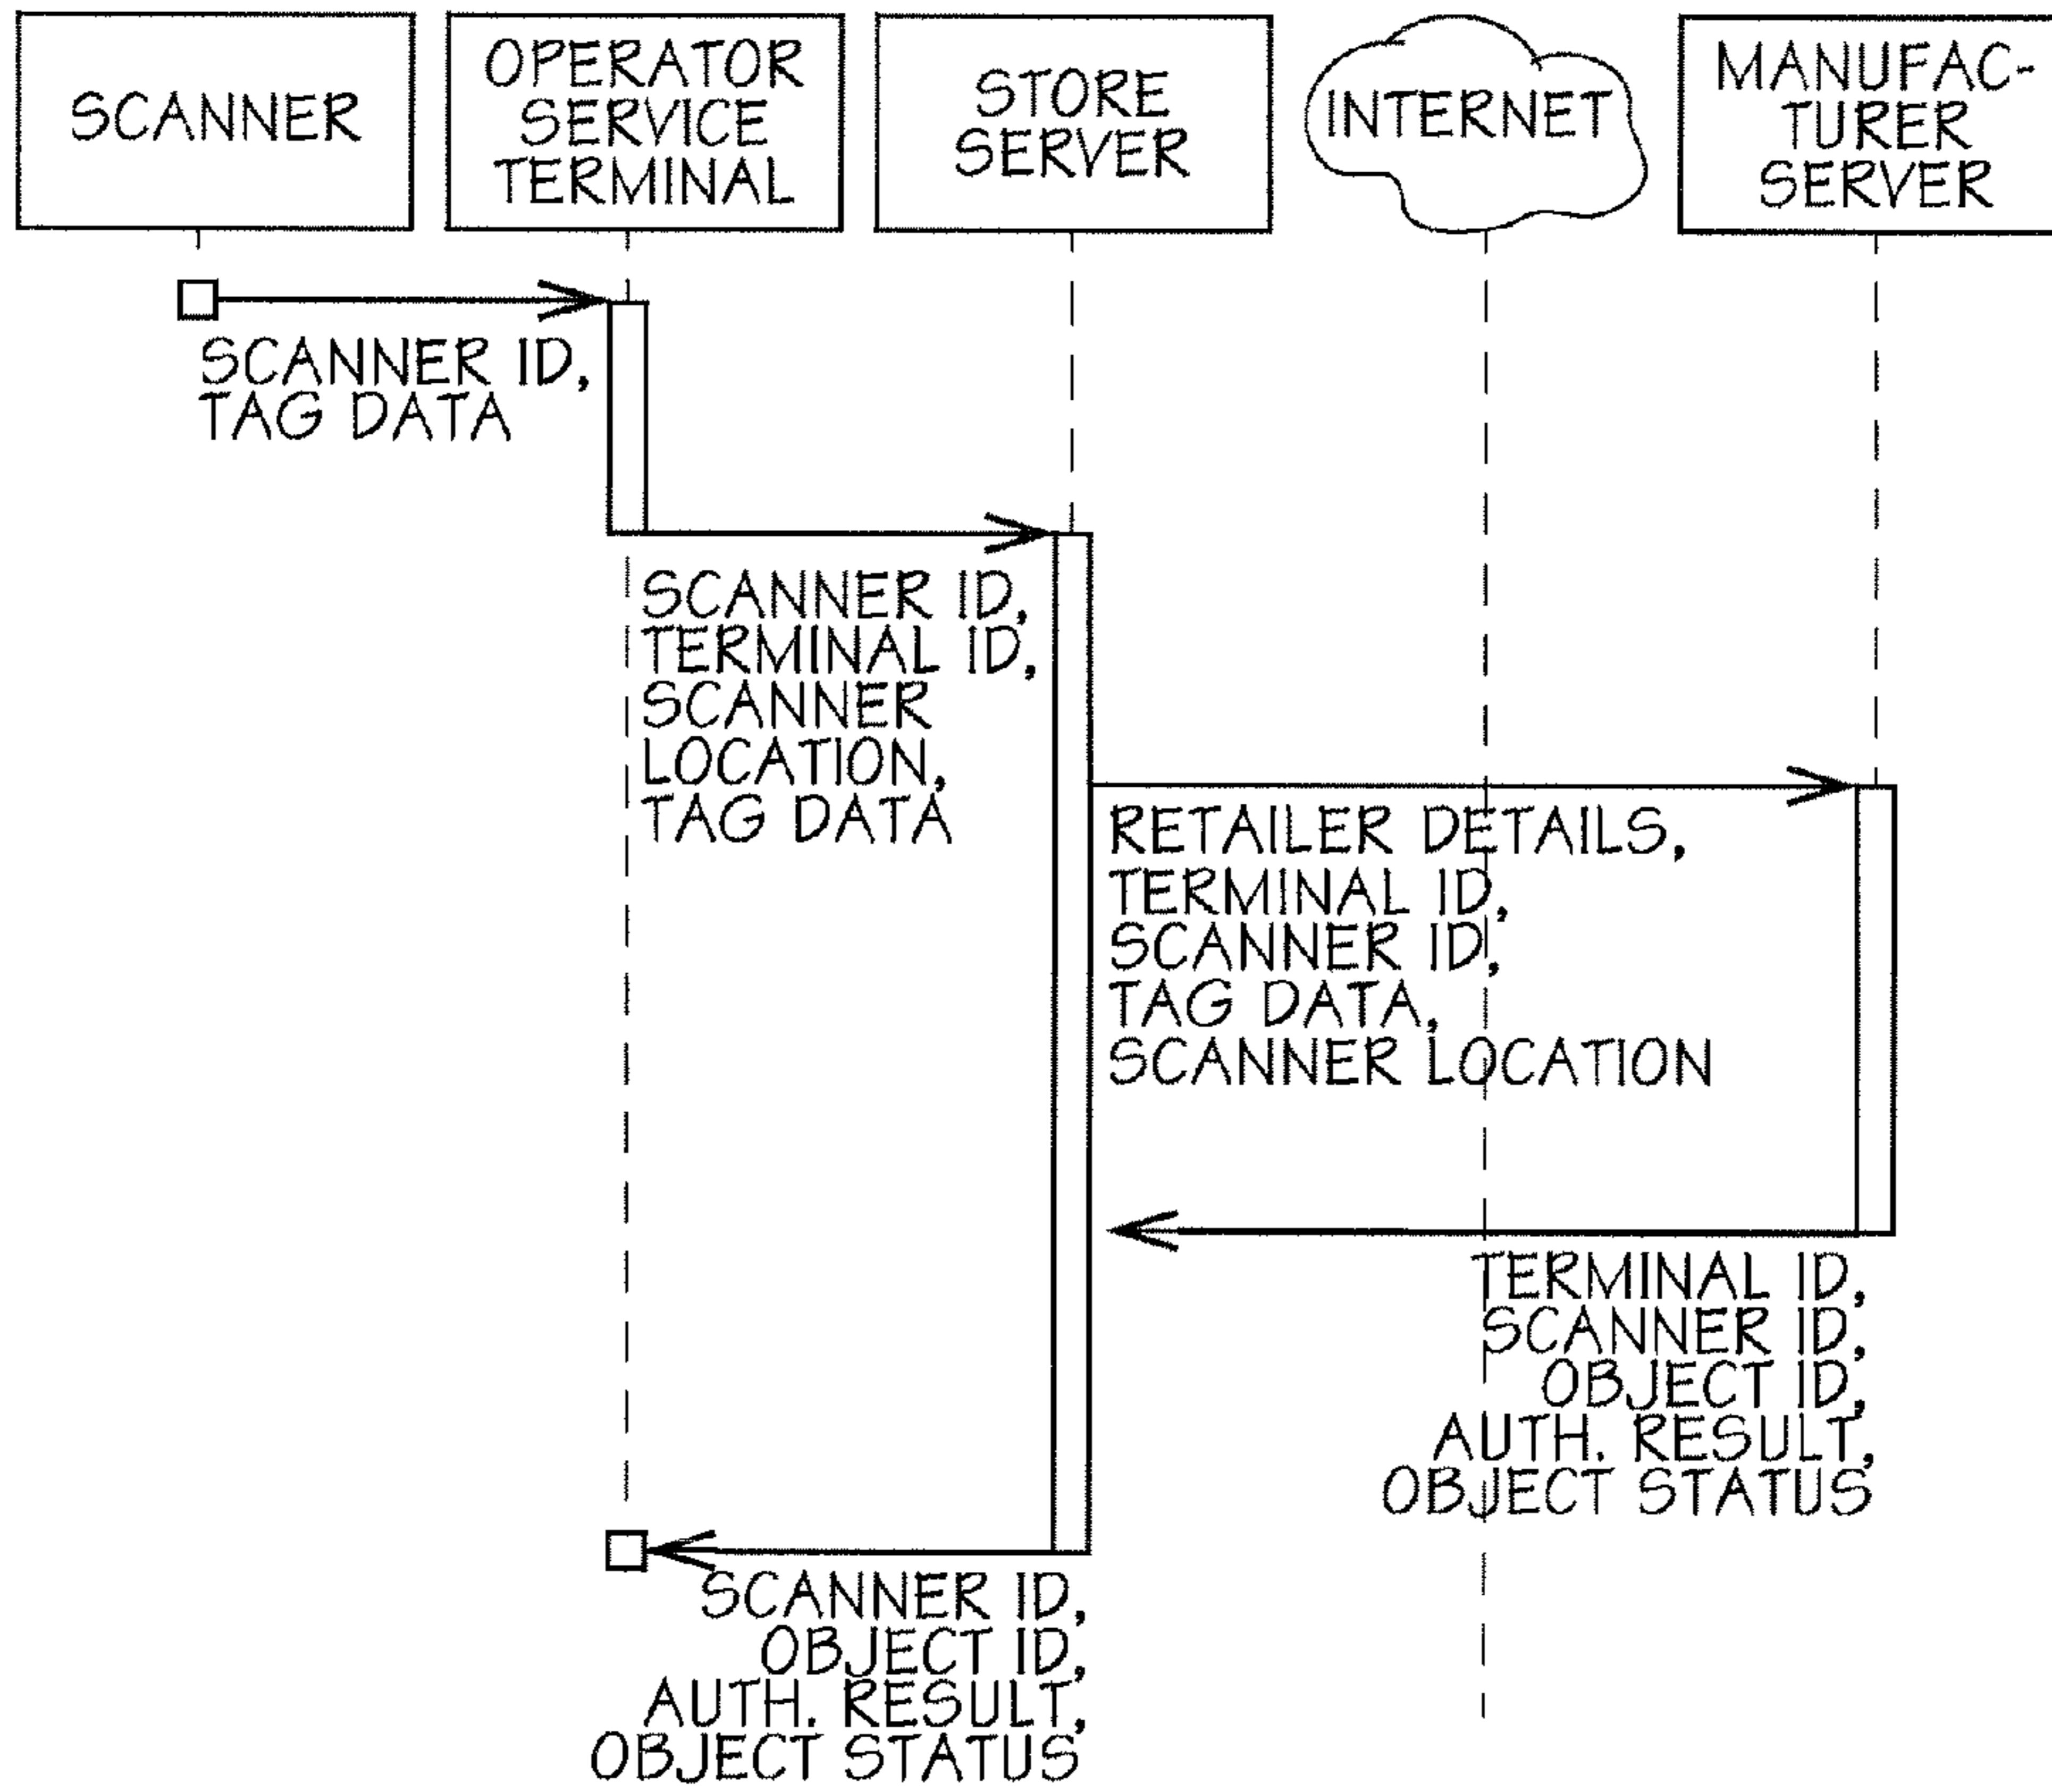 SCANNER
OPERATOR
SERVICE
TERMINAL
STORE
SERVER
INTERNET
MANUFAC-
TURER
SERVER
SCANNER ID,
TAG DATA
SCANNER ID,
TERMINAL ID,
SCANNER
LOCATION,
TAG DATA
RETAILER DETAILS,
TERMINAL ID,
SCANNER ID,
TAG DATA,
SCANNER LOCATION
TERMINAL ID,
SCANNER ID,
OBJECT ID,
AUTH. RESULT,
OBJECT STATUS
SCANNER ID,
OBJECT ID,
AUTH. RESULT,
OBJECT STATUS